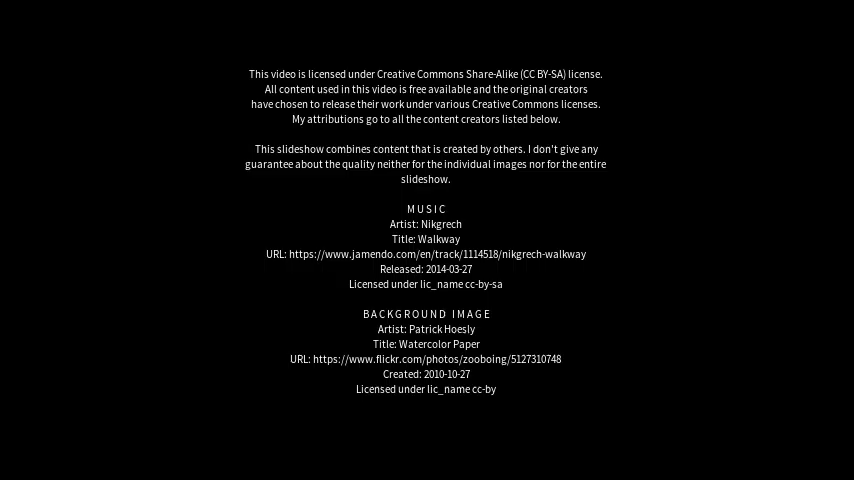 This video is licensed under Creative Commons Share-Alike (CC BY-SA) license.
All content used in this video is free available and the original creators
have chosen to release their work under various Creative Commons licenses.
My attributions go to all the content creators listed below.
This slideshow combines content that is created by others. I don't give any
guarantee about the quality neither for the individual images nor for the entire
slideshow.
MUSIC
Artist: Nikgrech
Title: Walkway
URL: https://www.jamendo.com/en/track/1114518/nikgrech-walkway
Released: 2014-03-27
Licensed under lic_name cc-by-sa
BACKGROUND IMAGE
Artist: Patrick Hoesly
Title: Watercolor Paper
URL: https://www.flickr.com/photos/zooboing/5127310748
Created: 2010-10-27
Licensed under lic_name cc-by